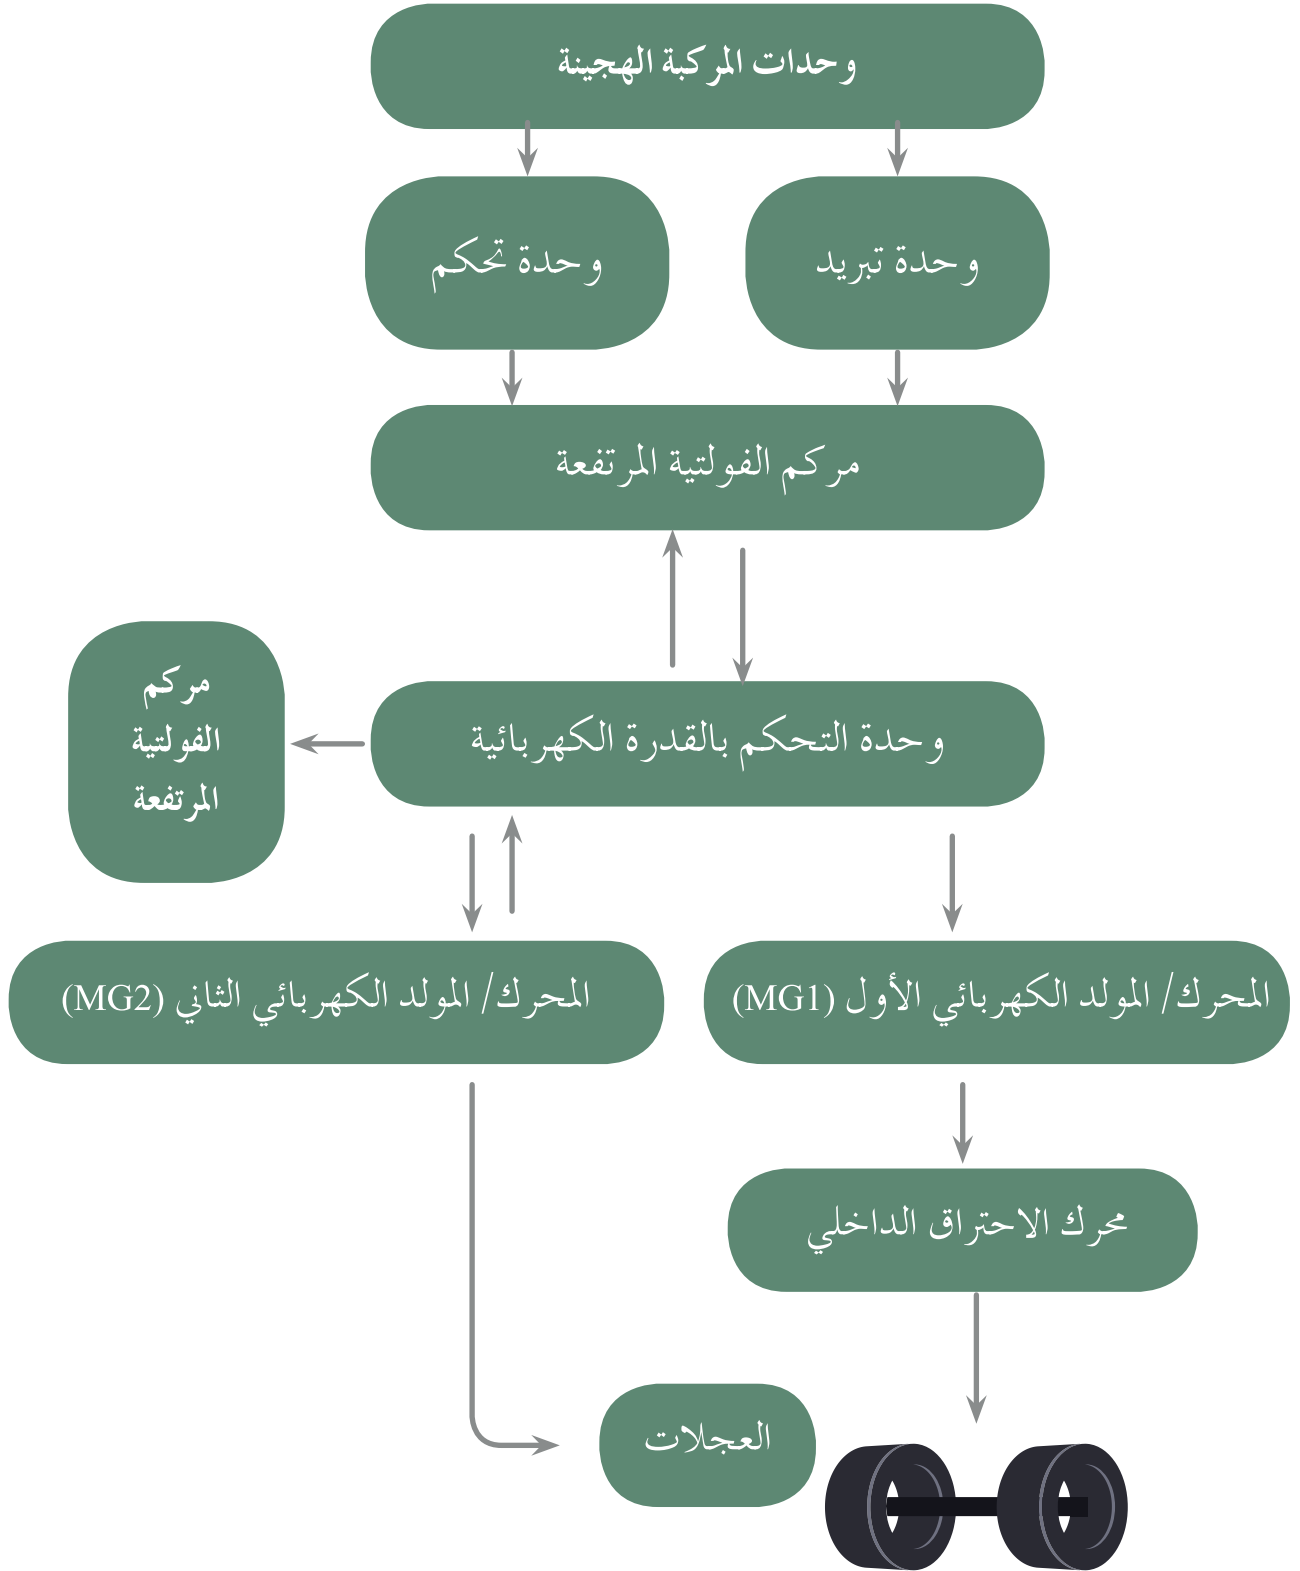 وحدات المركبة الهجينة
وحدة تبريد
وحدة تحكم
مركم الفولتية المرتفعة
وحدة التحكم بالقدرة الكهربائية
مركم
الفولتية
المرتفعة
المحرك/ المولد الكهربائي الأول (MG1)
المحرك/ المولد الكهربائي الثاني (MG2)
محرك الاحتراق الداخلي
العجلات